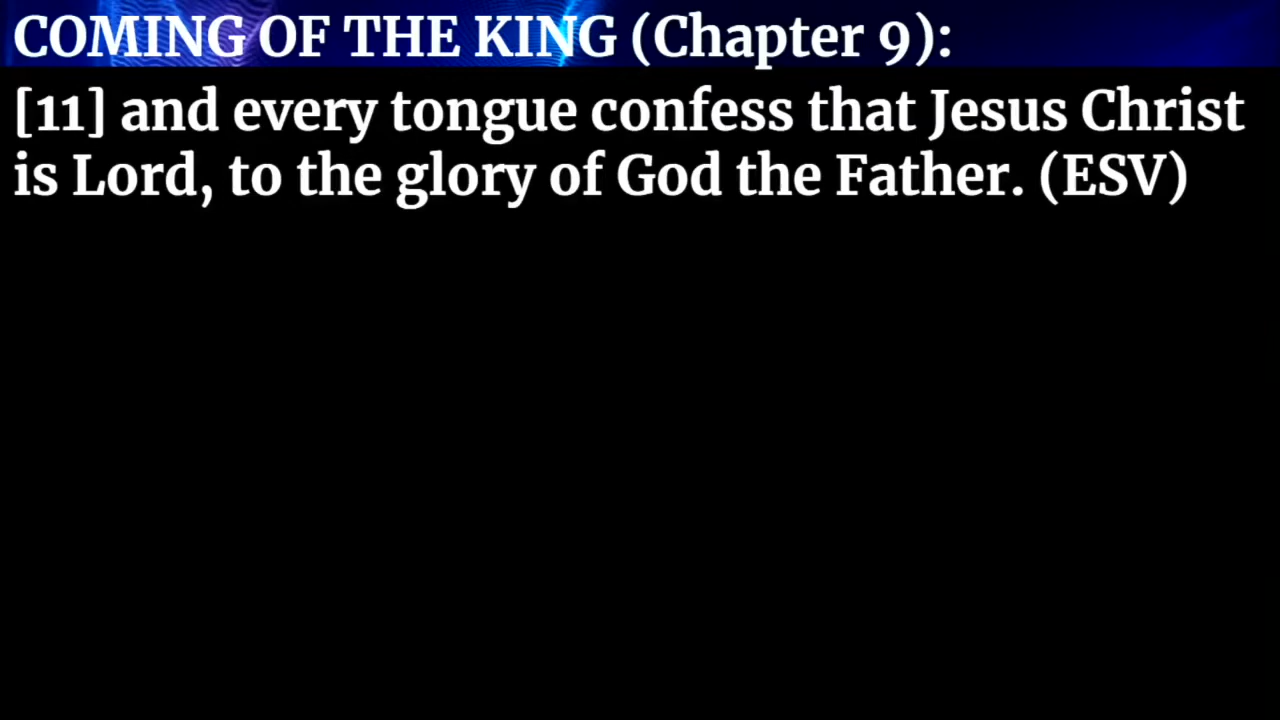 COMING OF THE KING (Chapter 9):
[11] and every tongue confess that Jesus Christ
is Lord, to the glory of God the Father. (ESV)